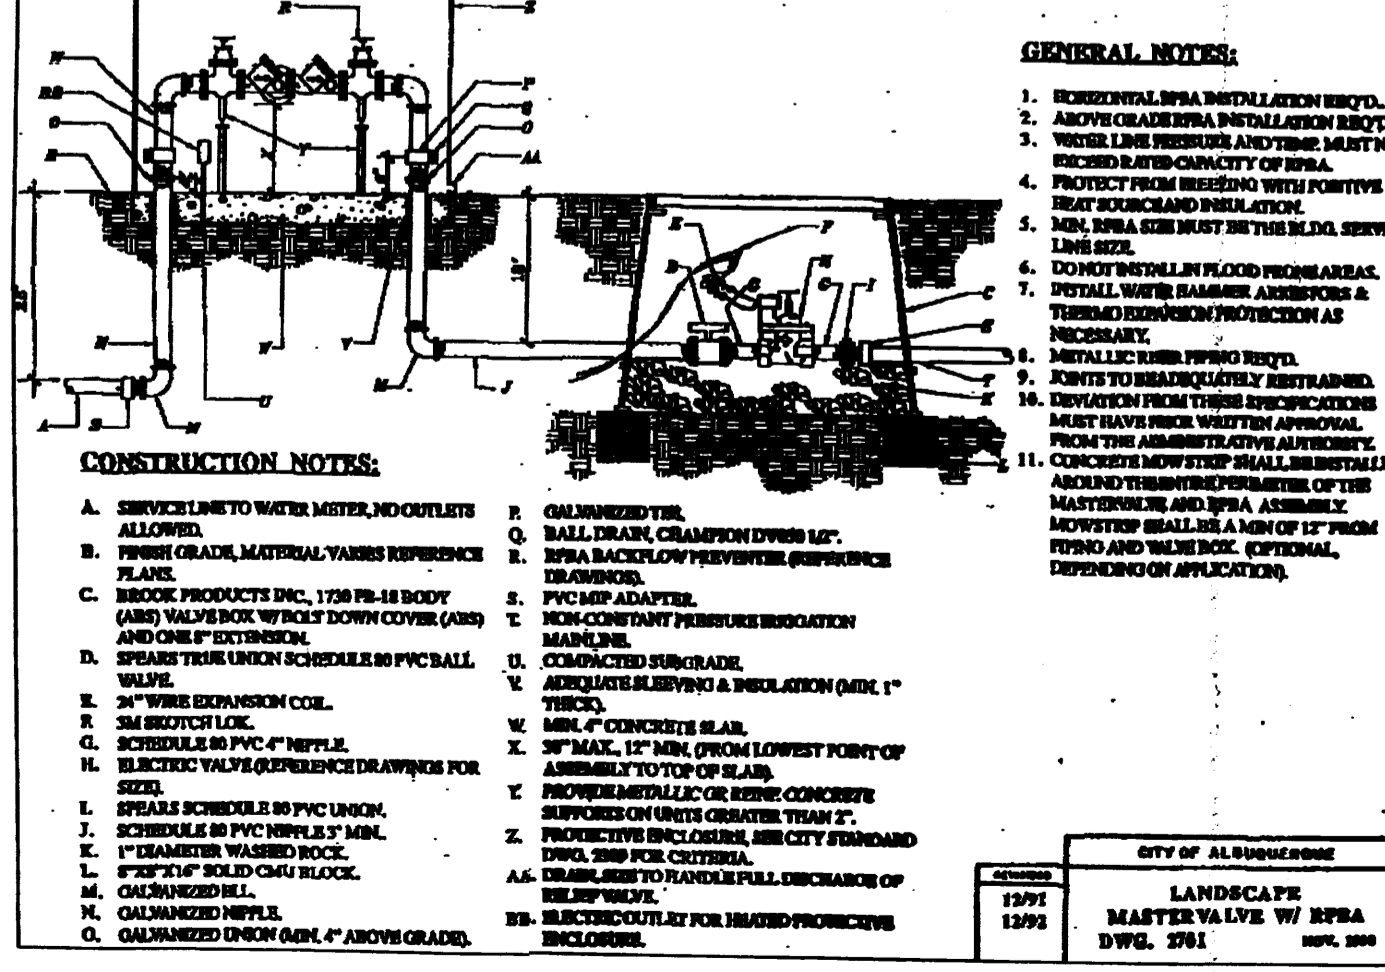 R
Z
N
BB
O
B
P
Q
O
AA
X
Y
GENERAL NOTES:
1. HORIZONTAL RPBA INSTALLATION REQ'D.
2. ABOVE GRADE RPBA INSTALLATION REQ'T
3. WATER LINE PRESSURE AND TEMP. MUST N
EXCEED RATED CAPACITY OF RPBA.
4. PROTECT FROM FREEZING WITH POSITIVE
HEAT SOURCE AND INSULATION.
5. MIN. RPBA SIZE MUST BE THE BLDG. SERVI
LINE SIZE.
6. DO NOT INSTALL IN FLOOD PRONE AREAS.
7. INSTALL WATER HAMMER ARRESTORS &
THERMO EXPANSION PROTECTION AS
NECESSARY.
8. METALLIC RISER PIPING REQ'D.
9. JOINTS TO BE ADEQUATELY RESTRAINED.
10. DEVIATION FROM THESE SPECIFICATIONS
MUST HAVE PRIOR WRITTEN APPROVAL
FROM THE ADMINISTRATIVE AUTHORITY.
11. CONCRETE MOWSTRIP SHALL BE INSTALLE
AROUND THE ENTIRE PERIMETER OF THE
MASTERVALVE AND RPBA ASSEMBLY.
MOWSTRIP SHALL BE A MIN OF 12" FROM
PIPING AND VALVE BOX. (OPTIONAL,
DEPENDING ON APPLICATION).
E
F
D
G
H
G
I
C
S
T
K
L
18"
N
W
V
M
J
A
S
M
U
CONSTRUCTION NOTES:
A. SERVICE LINE TO WATER METER, NO OUTLETS
ALLOWED.
B. FINISH GRADE, MATERIAL VARIES REFERENCE
PLANS.
C. BROOK PRODUCTS INC., 1730 PB-18 BODY
(ABS) VALVE BOX W/ BOLT DOWN COVER (ABS)
AND ONE 8" EXTENSION.
D. SPEARS TRUE UNION SCHEDULE 80 PVC BALL
VALVE.
E. 24" WIRE EXPANSION COIL.
F. 3M SKOTCH LOK.
G. SCHEDULE 80 PVC 4" NIPPLE.
H. ELECTRIC VALVE (REFERENCE DRAWINGS FOR
SIZE).
I. SPEARS SCHEDULE 80 PVC UNION.
J. SCHEDULE 80 PVC NIPPLE 3' MIN.
K. 1" DIAMETER WASHED ROCK.
L. 8"X8"X16" SOLID CMU BLOCK.
M. GALVANIZED ELL.
N. GALVANIZED NIPPLE.
O. GALVANIZED UNION (MIN. 4" ABOVE GRADE).
P. GALVANIZED TEE.
Q. BALL DRAIN, CHAMPION 1/2".
R. RPBA BACKFLOW PREVENTER (REFERENCE
DRAWINGS).
S. PVC MIP ADAPTER.
T. NON-CONSTANT PRESSURE IRRIGATION
MAINLINE.
U. COMPACTED SUBGRADE.
V. ADEQUATE SLEEVING & INSULATION (MIN. 1"
THICK).
W. MIN. 4" CONCRETE SLAB.
X. 30" MAX., 12" MIN. (FROM LOWEST POINT OF
ASSEMBLY TO TOP OF SLAB).
Y. PROVIDE METALLIC OR REINF. CONCRETE
SUPPORTS ON UNITS GREATER THAN 2".
Z. PROTECTIVE ENCLOSURE, SEE CITY STANDARD
DWG. FOR CRITERIA.
AA. DRAIN, SIZE TO HANDLE FULL DISCHARGE OF
RELIEF VALVE.
BB. ELECTRIC OUTLET FOR HEATED PROTECTIVE
ENCLOSURE.
REVISIONS
12/91
12/92
CITY OF ALBUQUERQUE
LANDSCAPE
MASTERVALVE W/ RPBA
DWG. 2701
NOV.